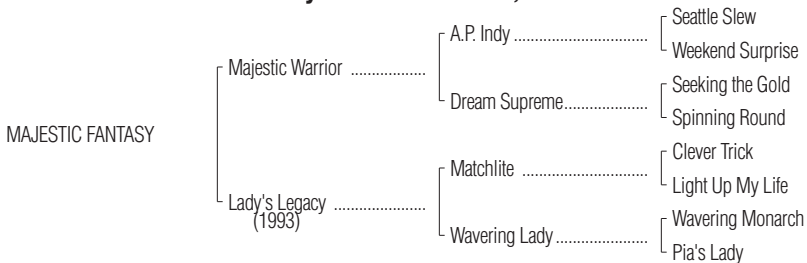 Seattle Slew
A.P. Indy ................................
Weekend Surprise
Majestic Warrior ..................
Seeking the Gold
Dream Supreme....................
Spinning Round
MAJESTIC FANTASY
Clever Trick
Matchlite ..............................
Light Up My Life
Lady's Legacy ......................
(1993)
Wavering Monarch
Wavering Lady......................
Pia's Lady